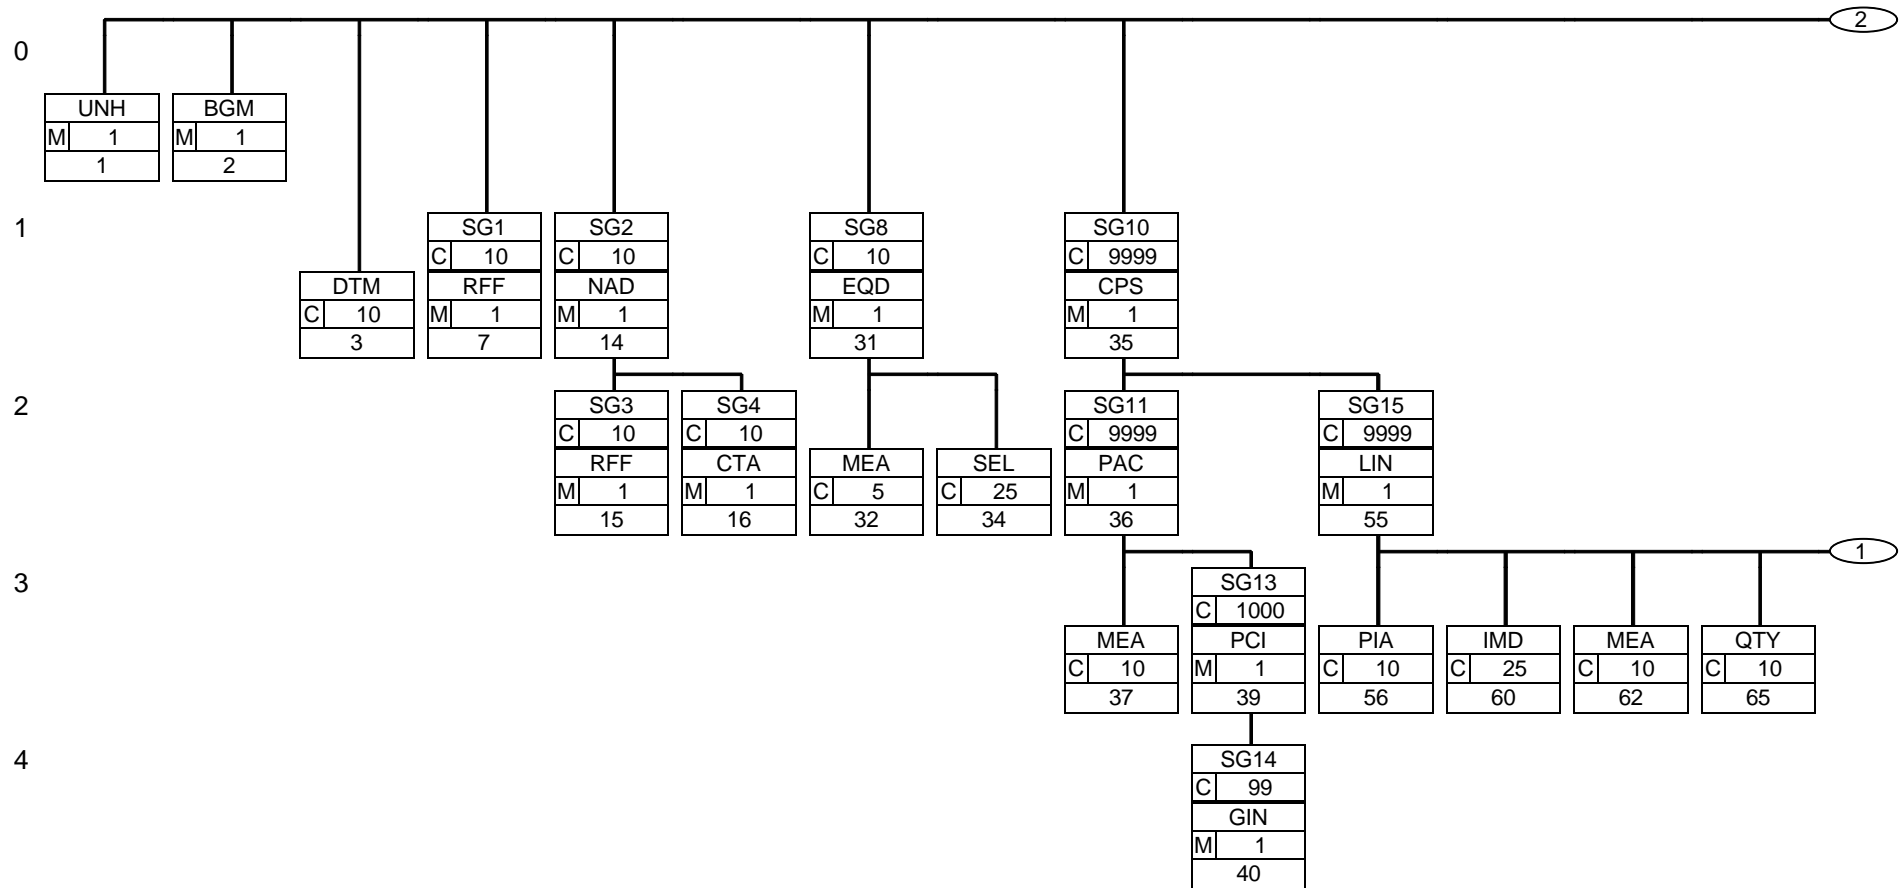 2
0
UNH BGM
M 1 M 1
1 2
1
SG1 SG2 SG8 SG10
C 10 C 10 C 10 C 9999
DTM RFF NAD EQD CPS
C 10 M 1 M 1 M 1 M 1
3 7 14 31 35
2
SG3 SG4 SG11 SG15
C 10 C 10 C 9999 C 9999
RFF CTA MEA SEL PAC LIN
M 1 M 1 C 5 C 25 M 1 M 1
15 16 32 34 36 55
1
3
SG13
C 1000
MEA PCI PIA IMD MEA QTY
C 10 M 1 C 10 C 25 C 10 C 10
37 39 56 60 62 65
4
SG14
C 99
GIN
M 1
40